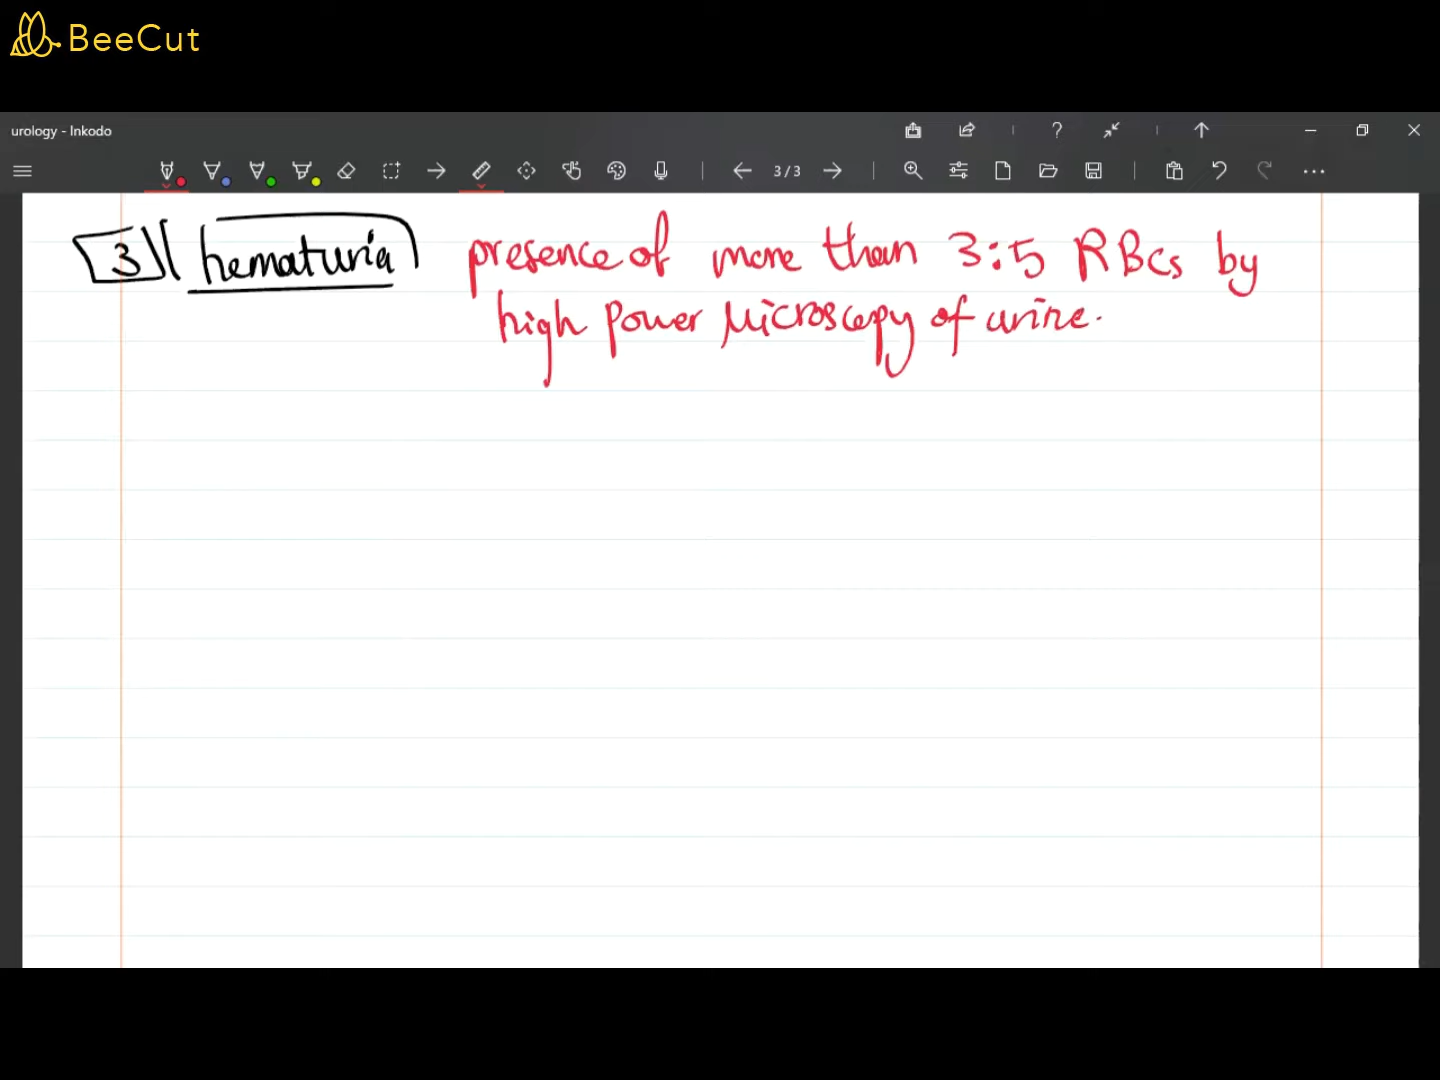 BeeCut
urology - Inkodo
3/3
3 hematuria presence of more than 3:5 RBCs by
high power Microscopy of urine.